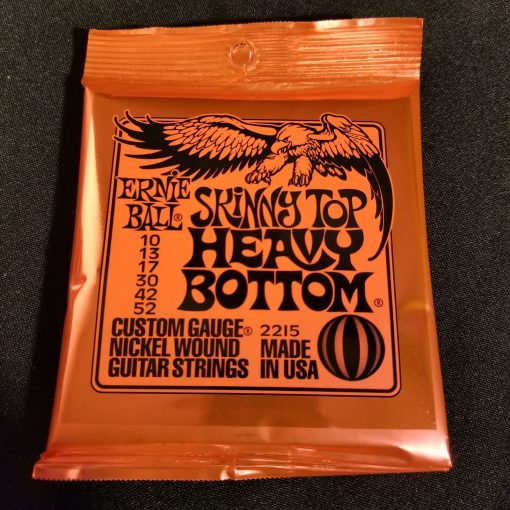 ERNIE
BALL®
10
13
17
30
42
52
SKINNY TOP
HEAVY
BOTTOM®
CUSTOM GAUGE®
NICKEL WOUND
GUITAR STRINGS
2215
MADE
IN USA